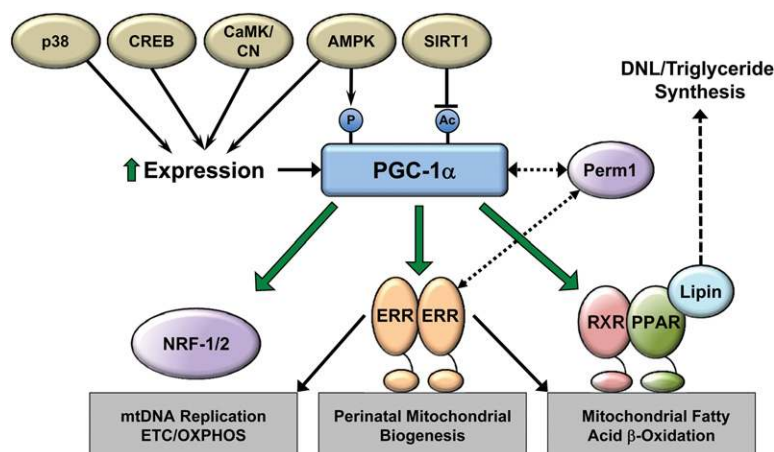 p38
CREB
CaMK/
CN
AMPK
SIRT1
DNL/Triglyceride
Synthesis
P
Ac
Expression
PGC-1α
Perm1
Lipin
ERR
ERR
RXR
PPAR
NRF-1/2
mtDNA Replication
ETC/OXPHOS
Perinatal Mitochondrial
Biogenesis
Mitochondrial Fatty
Acid β-Oxidation